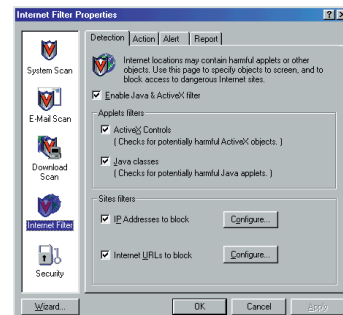 Internet Filter Properties
Detection
Action
Alert
Report
Internet locations may contain harmful applets or other
objects. Use this page to specify objects to screen, and to
block access to dangerous Internet sites.
Enable Java & ActiveX filter
Applets filters
ActiveX Controls
( Checks for potentially harmful ActiveX objects. )
Java classes
( Checks for potentially harmful Java applets. )
Sites filters
IP Addresses to block
Configure...
Internet URLs to block
Configure...
System Scan
E-Mail Scan
Download
Scan
Internet Filter
Security
Wizard...
OK
Cancel
Apply